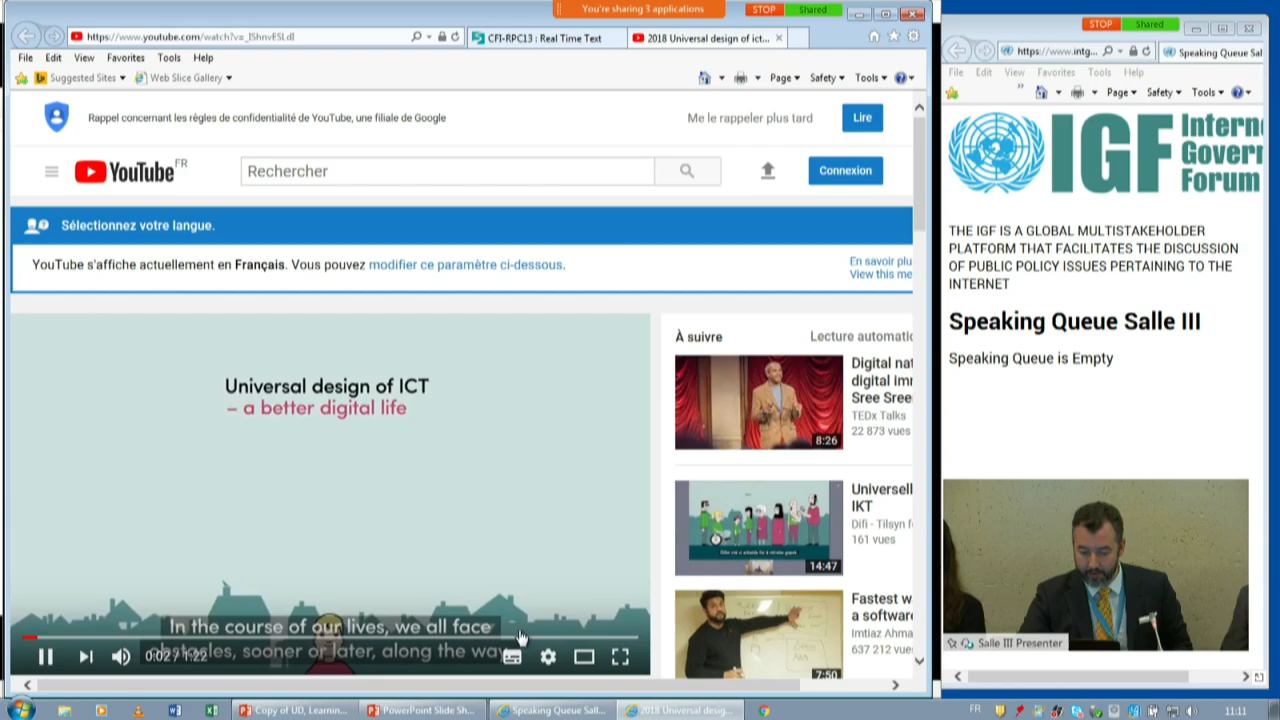 You're sharing 3 applications
STOP
Shared
https://www.youtube.com/watch?v=_
CFI-RPC13 : Real Time Text
2018 Universal design of ict...
File Edit View Favorites Tools Help
Suggested Sites
Web Slice Gallery
Page
Safety
Tools
Rappel concernant les règles de confidentialité de YouTube, une filiale de Google
Me le rappeler plus tard
Lire
YouTube FR
Rechercher
Connexion
Sélectionnez votre langue.
YouTube s'affiche actuellement en Français. Vous pouvez modifier ce paramètre ci-dessous.
En savoir plu
View this me
Universal design of ICT
– a better digital life
In the course of our lives, we all face
obstacles, sooner or later, along the way
0:02 / 1:22
À suivre
Lecture automatic
Digital nat
digital imr
Sree Sree
TEDx Talks
22 873 vues
8:26
Universell
IKT
Difi - Tilsyn f
161 vues
14:47
Fastest w
a software
Imtiaz Ahma
637 212 vue
7:50
STOP
Shared
https://www.intg...
Speaking Queue Sal
File Edit View Favorites Tools Help
Page
Safety
Tools
IGF
Interne
Govern
Forum
THE IGF IS A GLOBAL MULTISTAKEHOLDER
PLATFORM THAT FACILITATES THE DISCUSSION
OF PUBLIC POLICY ISSUES PERTAINING TO THE
INTERNET
Speaking Queue Salle III
Speaking Queue is Empty
Salle III Presenter
Copy of UD, Learnin...
PowerPoint Slide Sh...
Speaking Queue Sall...
2018 Universal desig...
FR
11:11